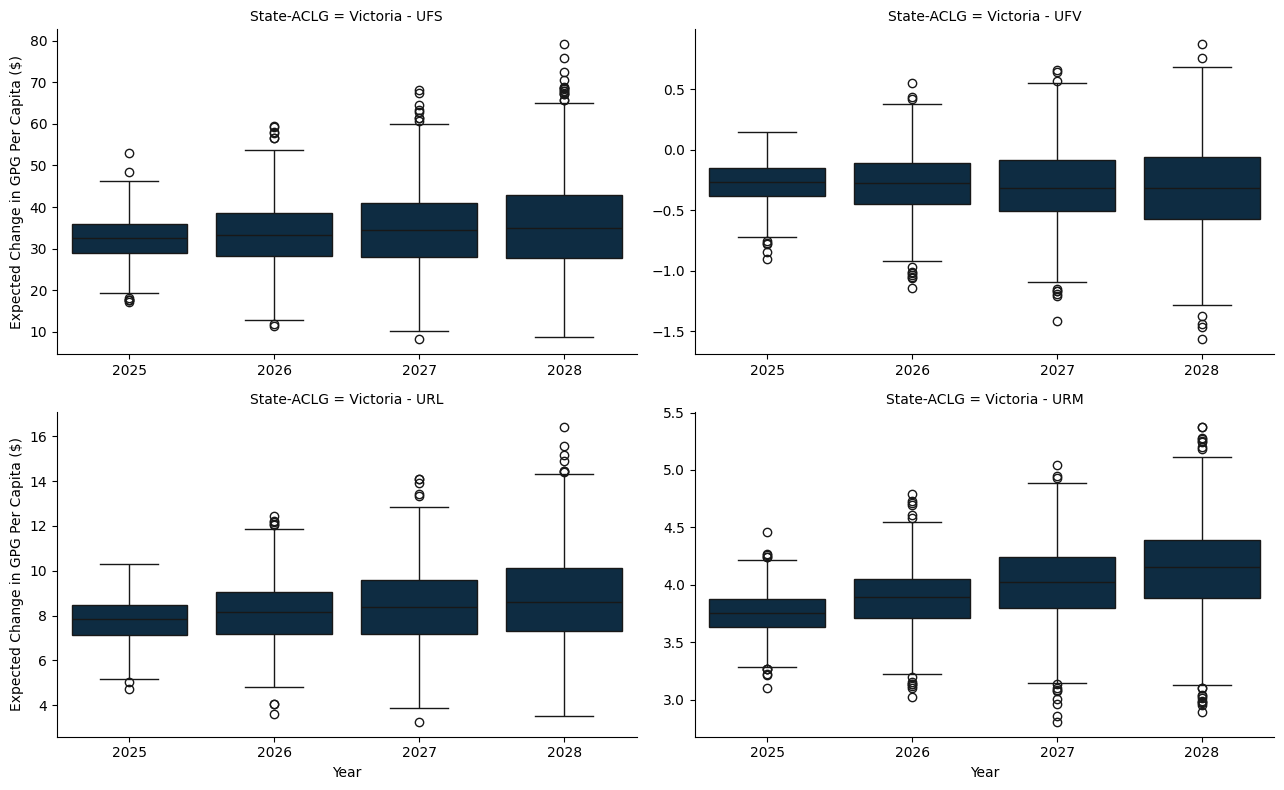 State-ACLG = Victoria - UFS
Expected Change in GPG Per Capita ($)
80
70
60
50
40
30
20
10
2025 2026 2027 2028
State-ACLG = Victoria - UFV
0.5
0.0
−0.5
−1.0
−1.5
2025 2026 2027 2028
State-ACLG = Victoria - URL
Expected Change in GPG Per Capita ($)
16
14
12
10
8
6
4
2025 2026 2027 2028
Year
State-ACLG = Victoria - URM
5.5
5.0
4.5
4.0
3.5
3.0
2025 2026 2027 2028
Year